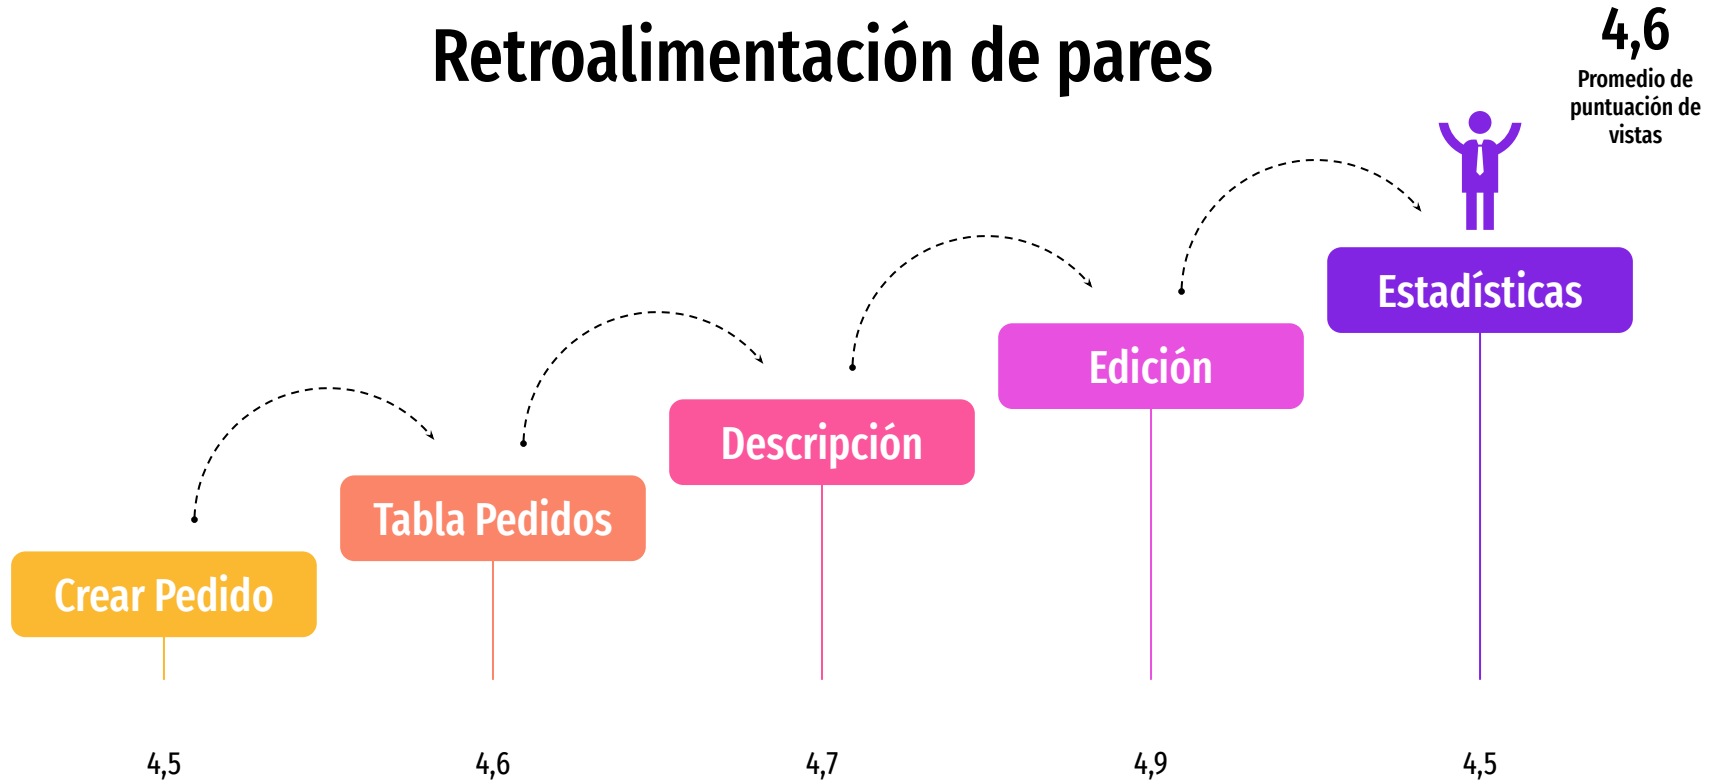 Retroalimentación de pares
4,6
Promedio de
puntuación de
vistas
Estadísticas
Edición
Descripción
Tabla Pedidos
Crear Pedido
4,5
4,6
4,7
4,9
4,5